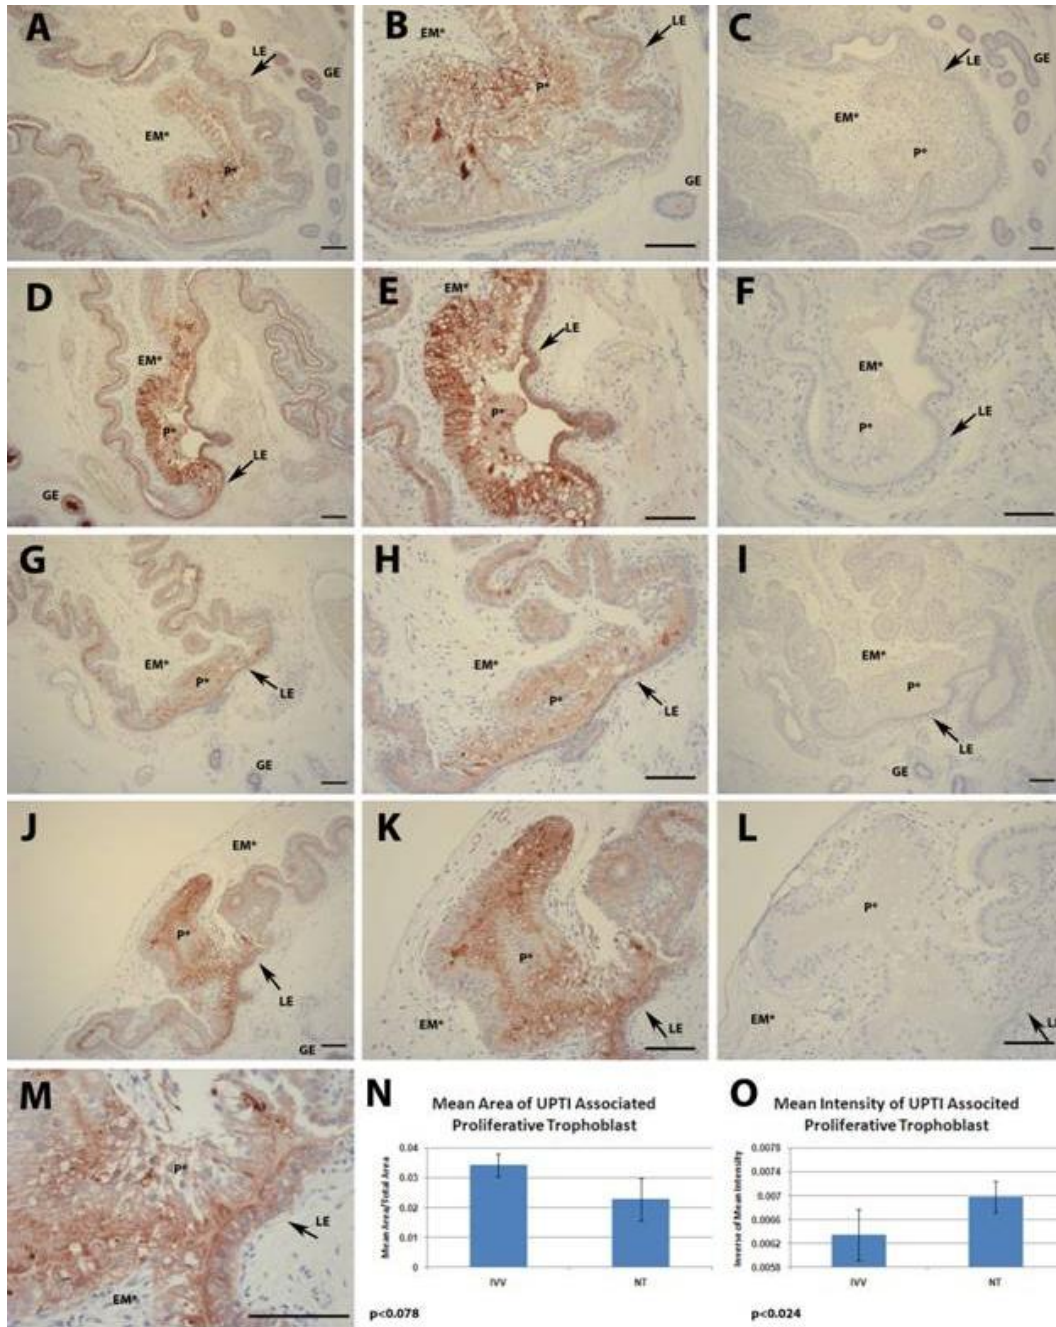 A
LE
GE
EM*
P*
B
EM*
LE
P*
GE
C
LE
GE
EM*
P*
D
EM*
P*
LE
GE
E
EM*
LE
P*
F
EM*
P*
LE
G
EM*
P*
LE
GE
H
EM*
P*
LE
I
EM*
P*
LE
GE
J
EM*
P*
LE
GE
K
P*
EM*
LE
L
P*
EM*
M
P*
LE
EM*
N
Mean Area of UPTI Associated
Proliferative Trophoblast
Mean Area/Total Area
0.04
0.03
0.02
0.01
0
IVV
NT
p<0.078
O
Mean Intensity of UPTI Associted
Proliferative Trophoblast
Inverse of Mean Intensity
0.0078
0.0074
0.007
0.0066
0.0062
0.0058
IVV
NT
p<0.024